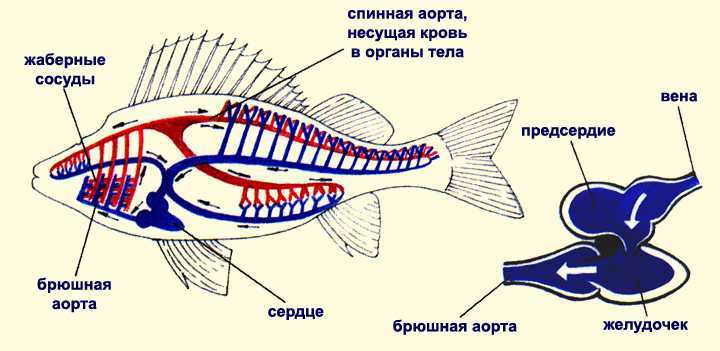 спинная аорта,
несущая кровь
в органы тела
жаберные
сосуды
вена
предсердие
брюшная
аорта
сердце
брюшная аорта
желудочек